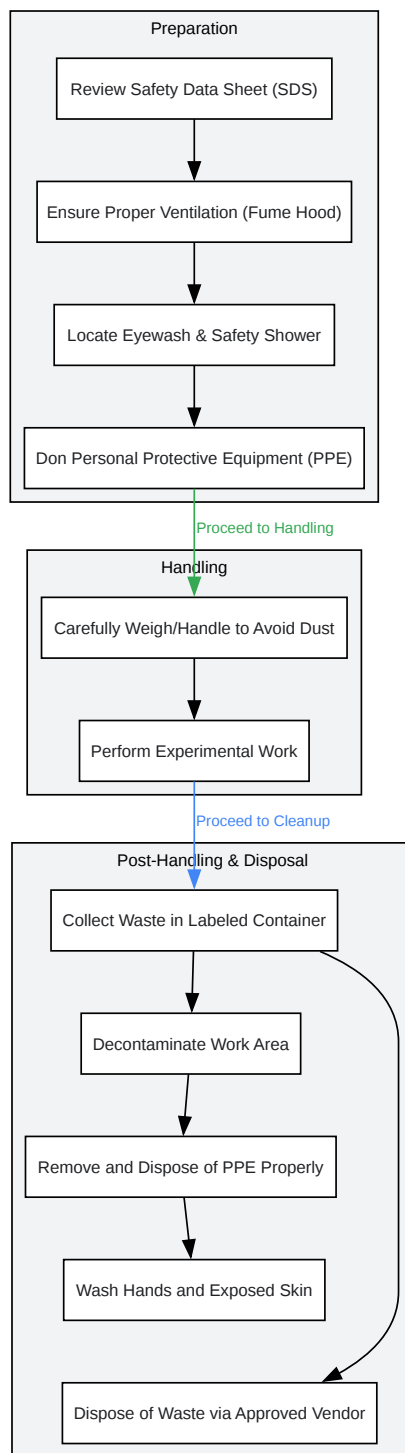 Preparation
Review Safety Data Sheet (SDS)
Ensure Proper Ventilation (Fume Hood)
Locate Eyewash & Safety Shower
Don Personal Protective Equipment (PPE)
Proceed to Handling
Handling
Carefully Weigh/Handle to Avoid Dust
Perform Experimental Work
Proceed to Cleanup
Post-Handling & Disposal
Collect Waste in Labeled Container
Decontaminate Work Area
Remove and Dispose of PPE Properly
Wash Hands and Exposed Skin
Dispose of Waste via Approved Vendor